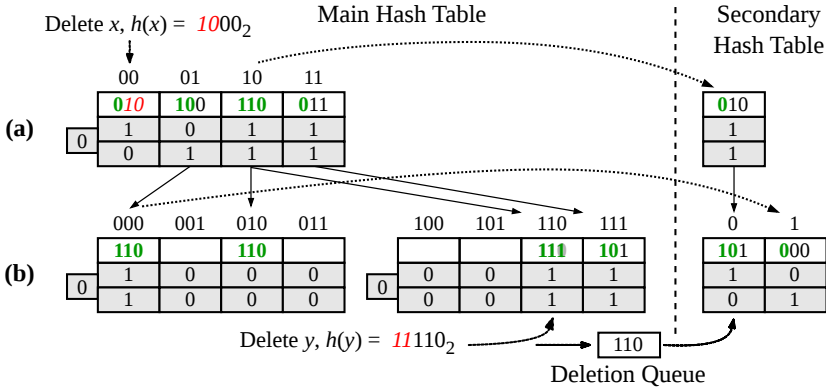 Main Hash Table
Secondary
Hash Table
Delete x, h(x) = 1000₂
00 01 10 11
010 100 110 011 010
(a)
1 0 1 1 1
0
0 1 1 1 1
000 001 010 011 100 101 110 111 0 1
110 110 111 101 101 000
(b)
1 0 0 0 0 0 1 1 1 0
0 0
1 0 0 0 0 0 1 1 0 1
Delete y, h(y) = 11110₂
110
Deletion Queue